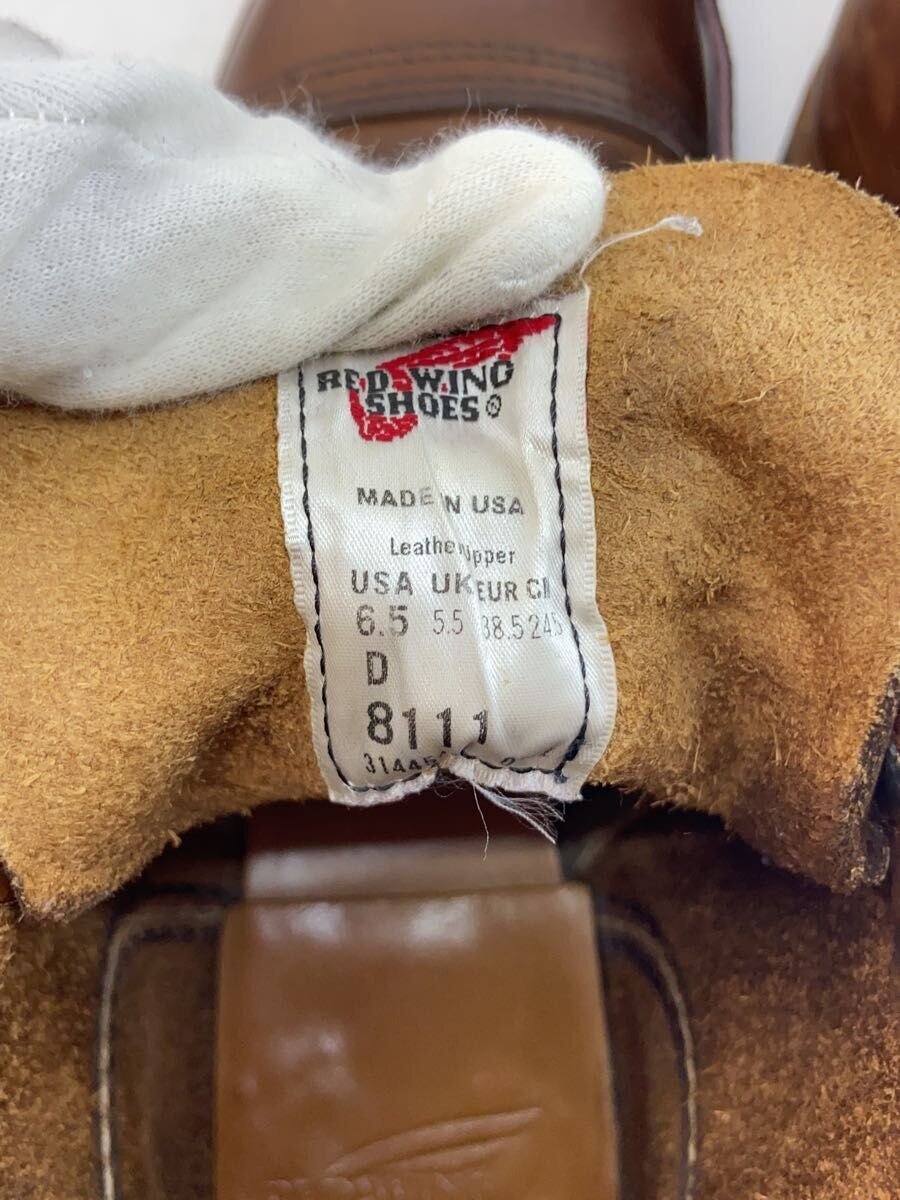 RED WING
SHOES®
MADE IN USA
Leather Upper
USA UK EUR CM
6.5 5.5 38.5 24.5
D
8111